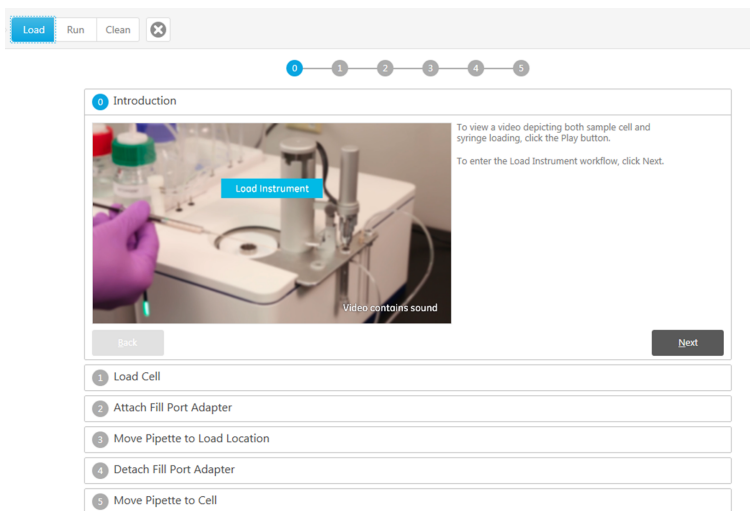 Load Run Clean
0 1 2 3 4 5
0 Introduction
To view a video depicting both sample cell and
syringe loading, click the Play button.
To enter the Load Instrument workflow, click Next.
Load Instrument
Video contains sound
Back
Next
1 Load Cell
2 Attach Fill Port Adapter
3 Move Pipette to Load Location
4 Detach Fill Port Adapter
5 Move Pipette to Cell